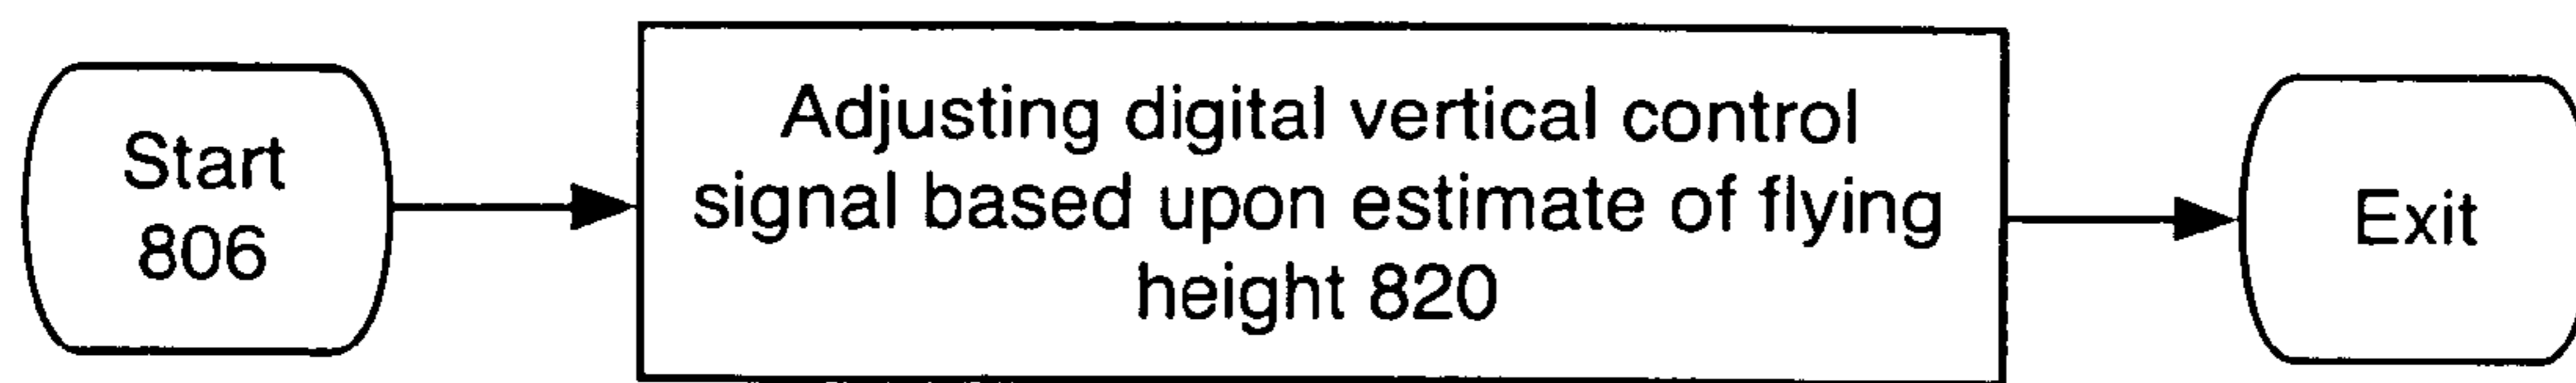 Start
806
Adjusting digital vertical control
signal based upon estimate of flying
height 820
Exit